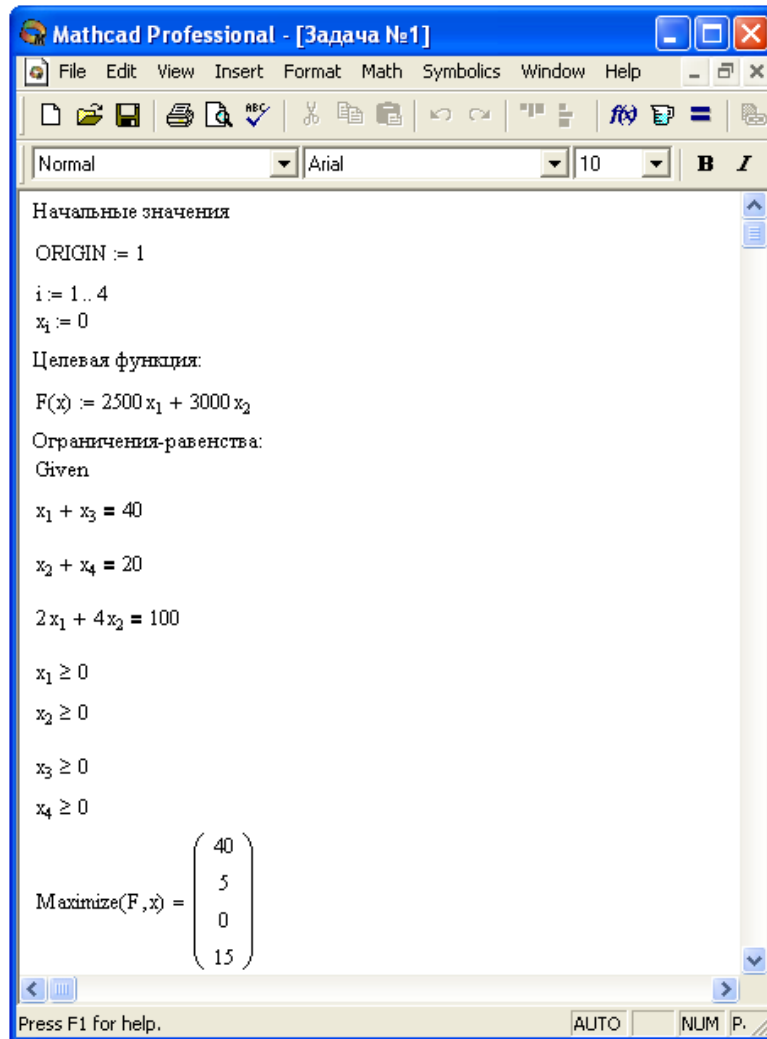 Mathcad Professional - [Задача №1]
File Edit View Insert Format Math Symbolics Window Help
ABC f(x) =
Normal Arial 10 B I
Начальные значения
ORIGIN := 1
i := 1 .. 4
xᵢ := 0
Целевая функция:
F(x) := 2500 x₁ + 3000 x₂
Ограничения-равенства:
Given
x₁ + x₃ = 40
x₂ + x₄ = 20
2 x₁ + 4 x₂ = 100
x₁ ≥ 0
x₂ ≥ 0
x₃ ≥ 0
x₄ ≥ 0
40
5
Maximize(F,x) =
0
15
Press F1 for help. AUTO NUM P.